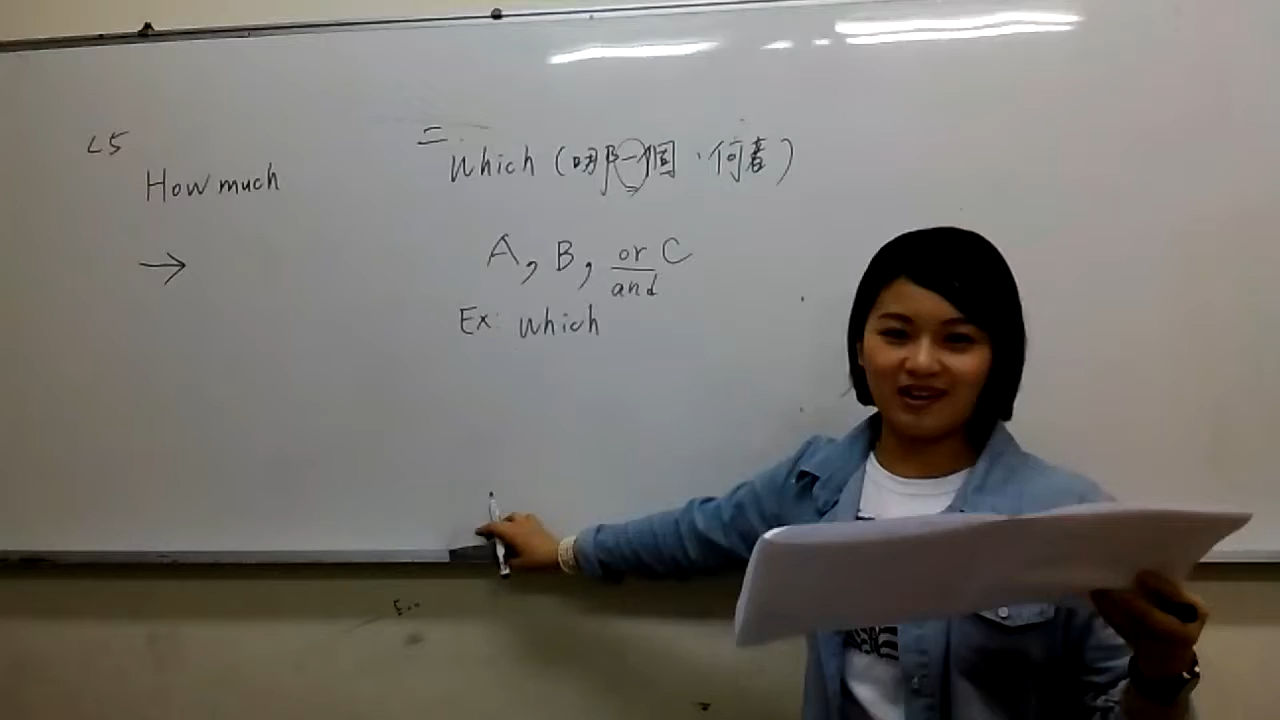 L5
How much
→
二.
Which (哪一個、何者)
A, B, or C
and
Ex: Which